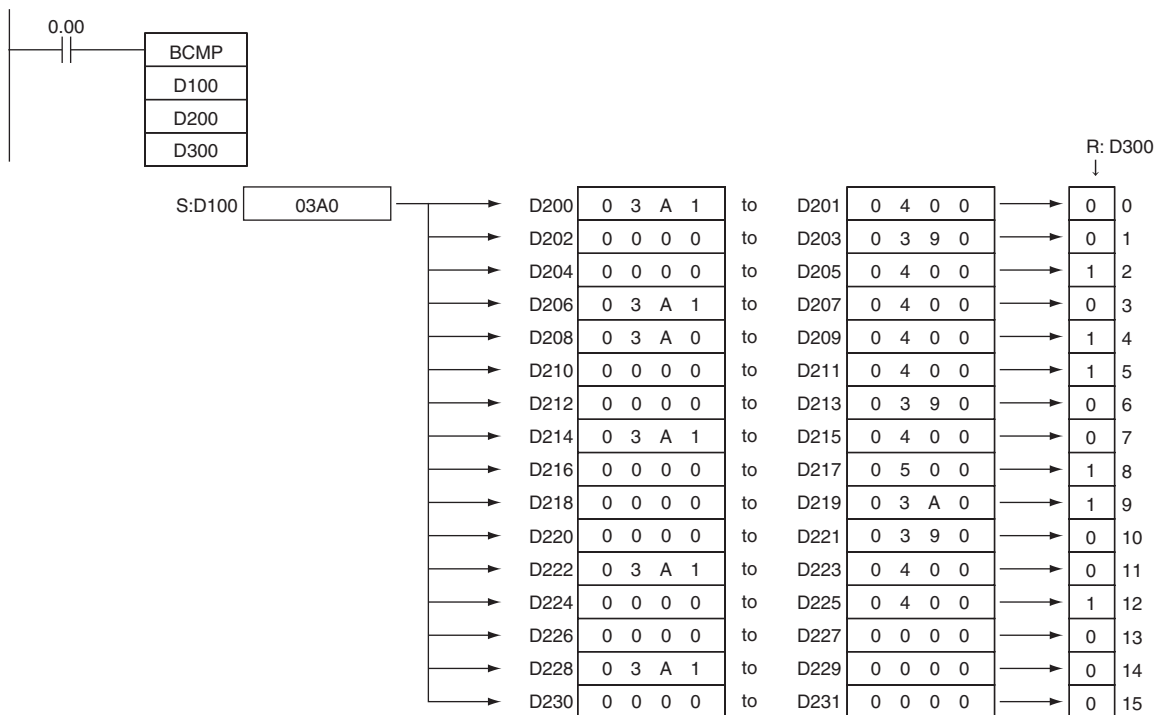 0.00
BCMP
D100
D200
D300
R: D300
↓
S:D100 03A0 D200 0 3 A 1 to D201 0 4 0 0 0 0
D202 0 0 0 0 to D203 0 3 9 0 0 1
D204 0 0 0 0 to D205 0 4 0 0 1 2
D206 0 3 A 1 to D207 0 4 0 0 0 3
D208 0 3 A 0 to D209 0 4 0 0 1 4
D210 0 0 0 0 to D211 0 4 0 0 1 5
D212 0 0 0 0 to D213 0 3 9 0 0 6
D214 0 3 A 1 to D215 0 4 0 0 0 7
D216 0 0 0 0 to D217 0 5 0 0 1 8
D218 0 0 0 0 to D219 0 3 A 0 1 9
D220 0 0 0 0 to D221 0 3 9 0 0 10
D222 0 3 A 1 to D223 0 4 0 0 0 11
D224 0 0 0 0 to D225 0 4 0 0 1 12
D226 0 0 0 0 to D227 0 0 0 0 0 13
D228 0 3 A 1 to D229 0 0 0 0 0 14
D230 0 0 0 0 to D231 0 0 0 0 0 15